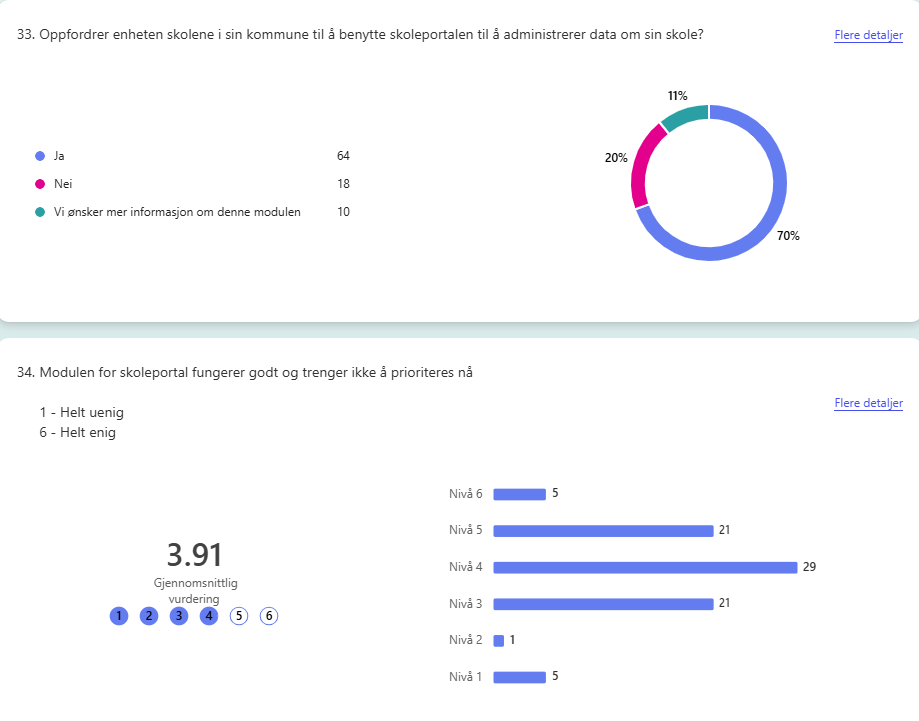 33. Oppfordrer enheten skolene i sin kommune til å benytte skoleportalen til å administrerer data om sin skole?
Flere detaljer
11%
Ja 64
20%
Nei 18
Vi ønsker mer informasjon om denne modulen 10
70%
34. Modulen for skoleportal fungerer godt og trenger ikke å prioriteres nå
Flere detaljer
1 - Helt uenig
6 - Helt enig
Nivå 6 5
Nivå 5 21
Nivå 4 29
Nivå 3 21
Nivå 2 1
Nivå 1 5
3.91
Gjennomsnittlig
vurdering
1 2 3 4 5 6